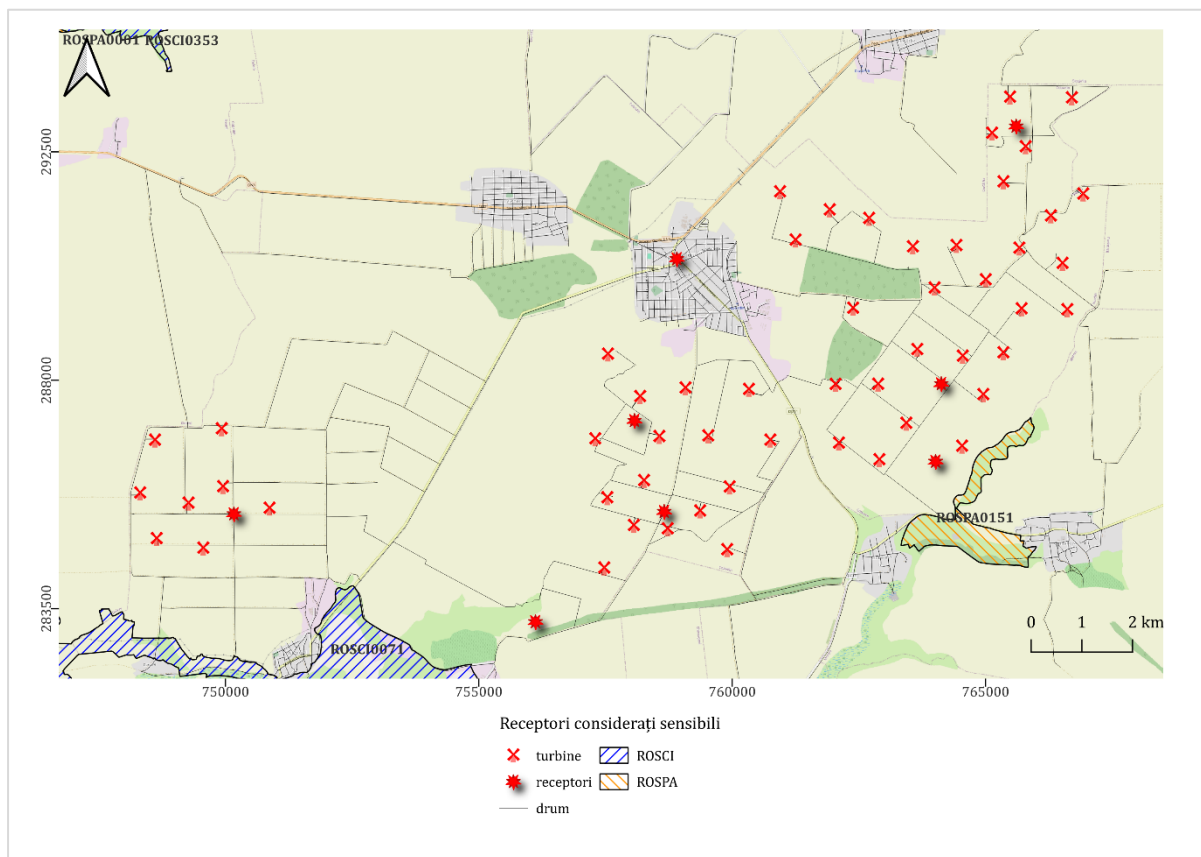 ROSPA0001 ROSCI0353
292500
288000
283500
ROSPA0151
ROSCI0071
0 1 2 km
750000 755000 760000 765000
Receptori considerați sensibili
turbine ROSCI
receptori ROSPA
drum